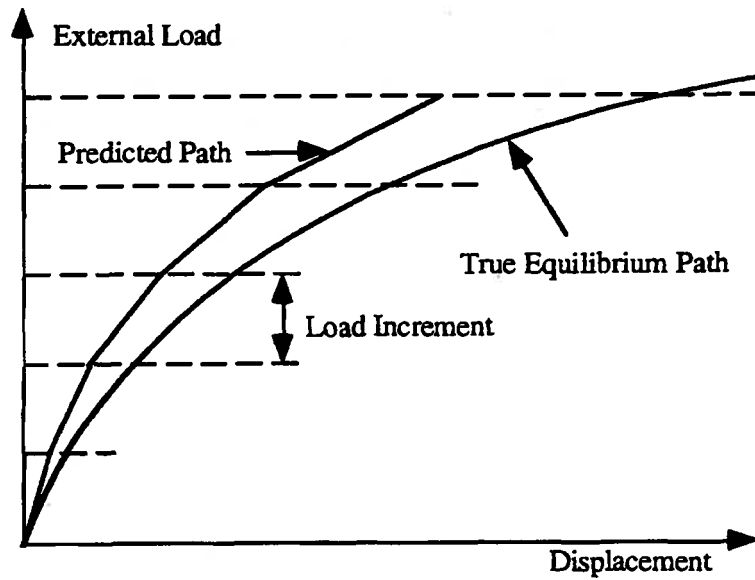 External Load
Predicted Path
True Equilibrium Path
Load Increment
Displacement